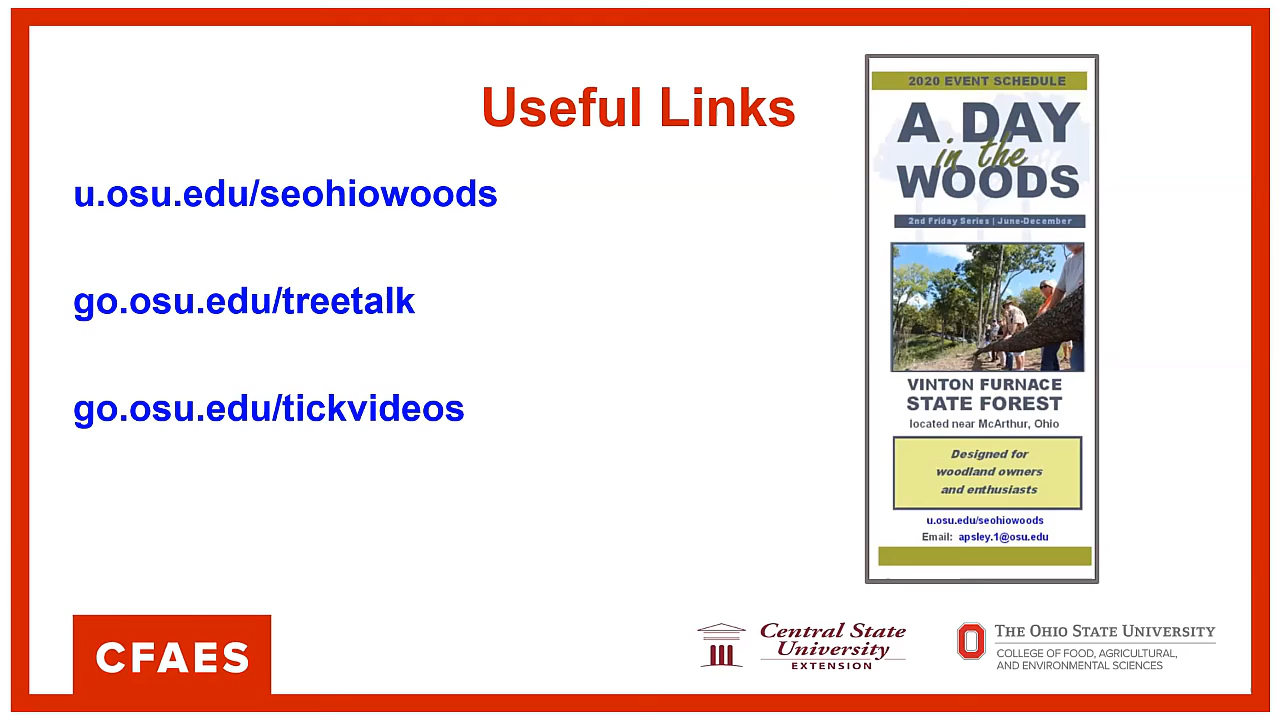 Useful Links
u.osu.edu/seohiowoods
go.osu.edu/treetalk
go.osu.edu/tickvideos
2020 EVENT SCHEDULE
A DAY
in the
WOODS
2nd Friday Series | June-December
VINTON FURNACE
STATE FOREST
located near McArthur, Ohio
Designed for
woodland owners
and enthusiasts
u.osu.edu/seohiowoods
Email: apsley.1@osu.edu
CFAES
Central State
University
EXTENSION
THE OHIO STATE UNIVERSITY
COLLEGE OF FOOD, AGRICULTURAL,
AND ENVIRONMENTAL SCIENCES